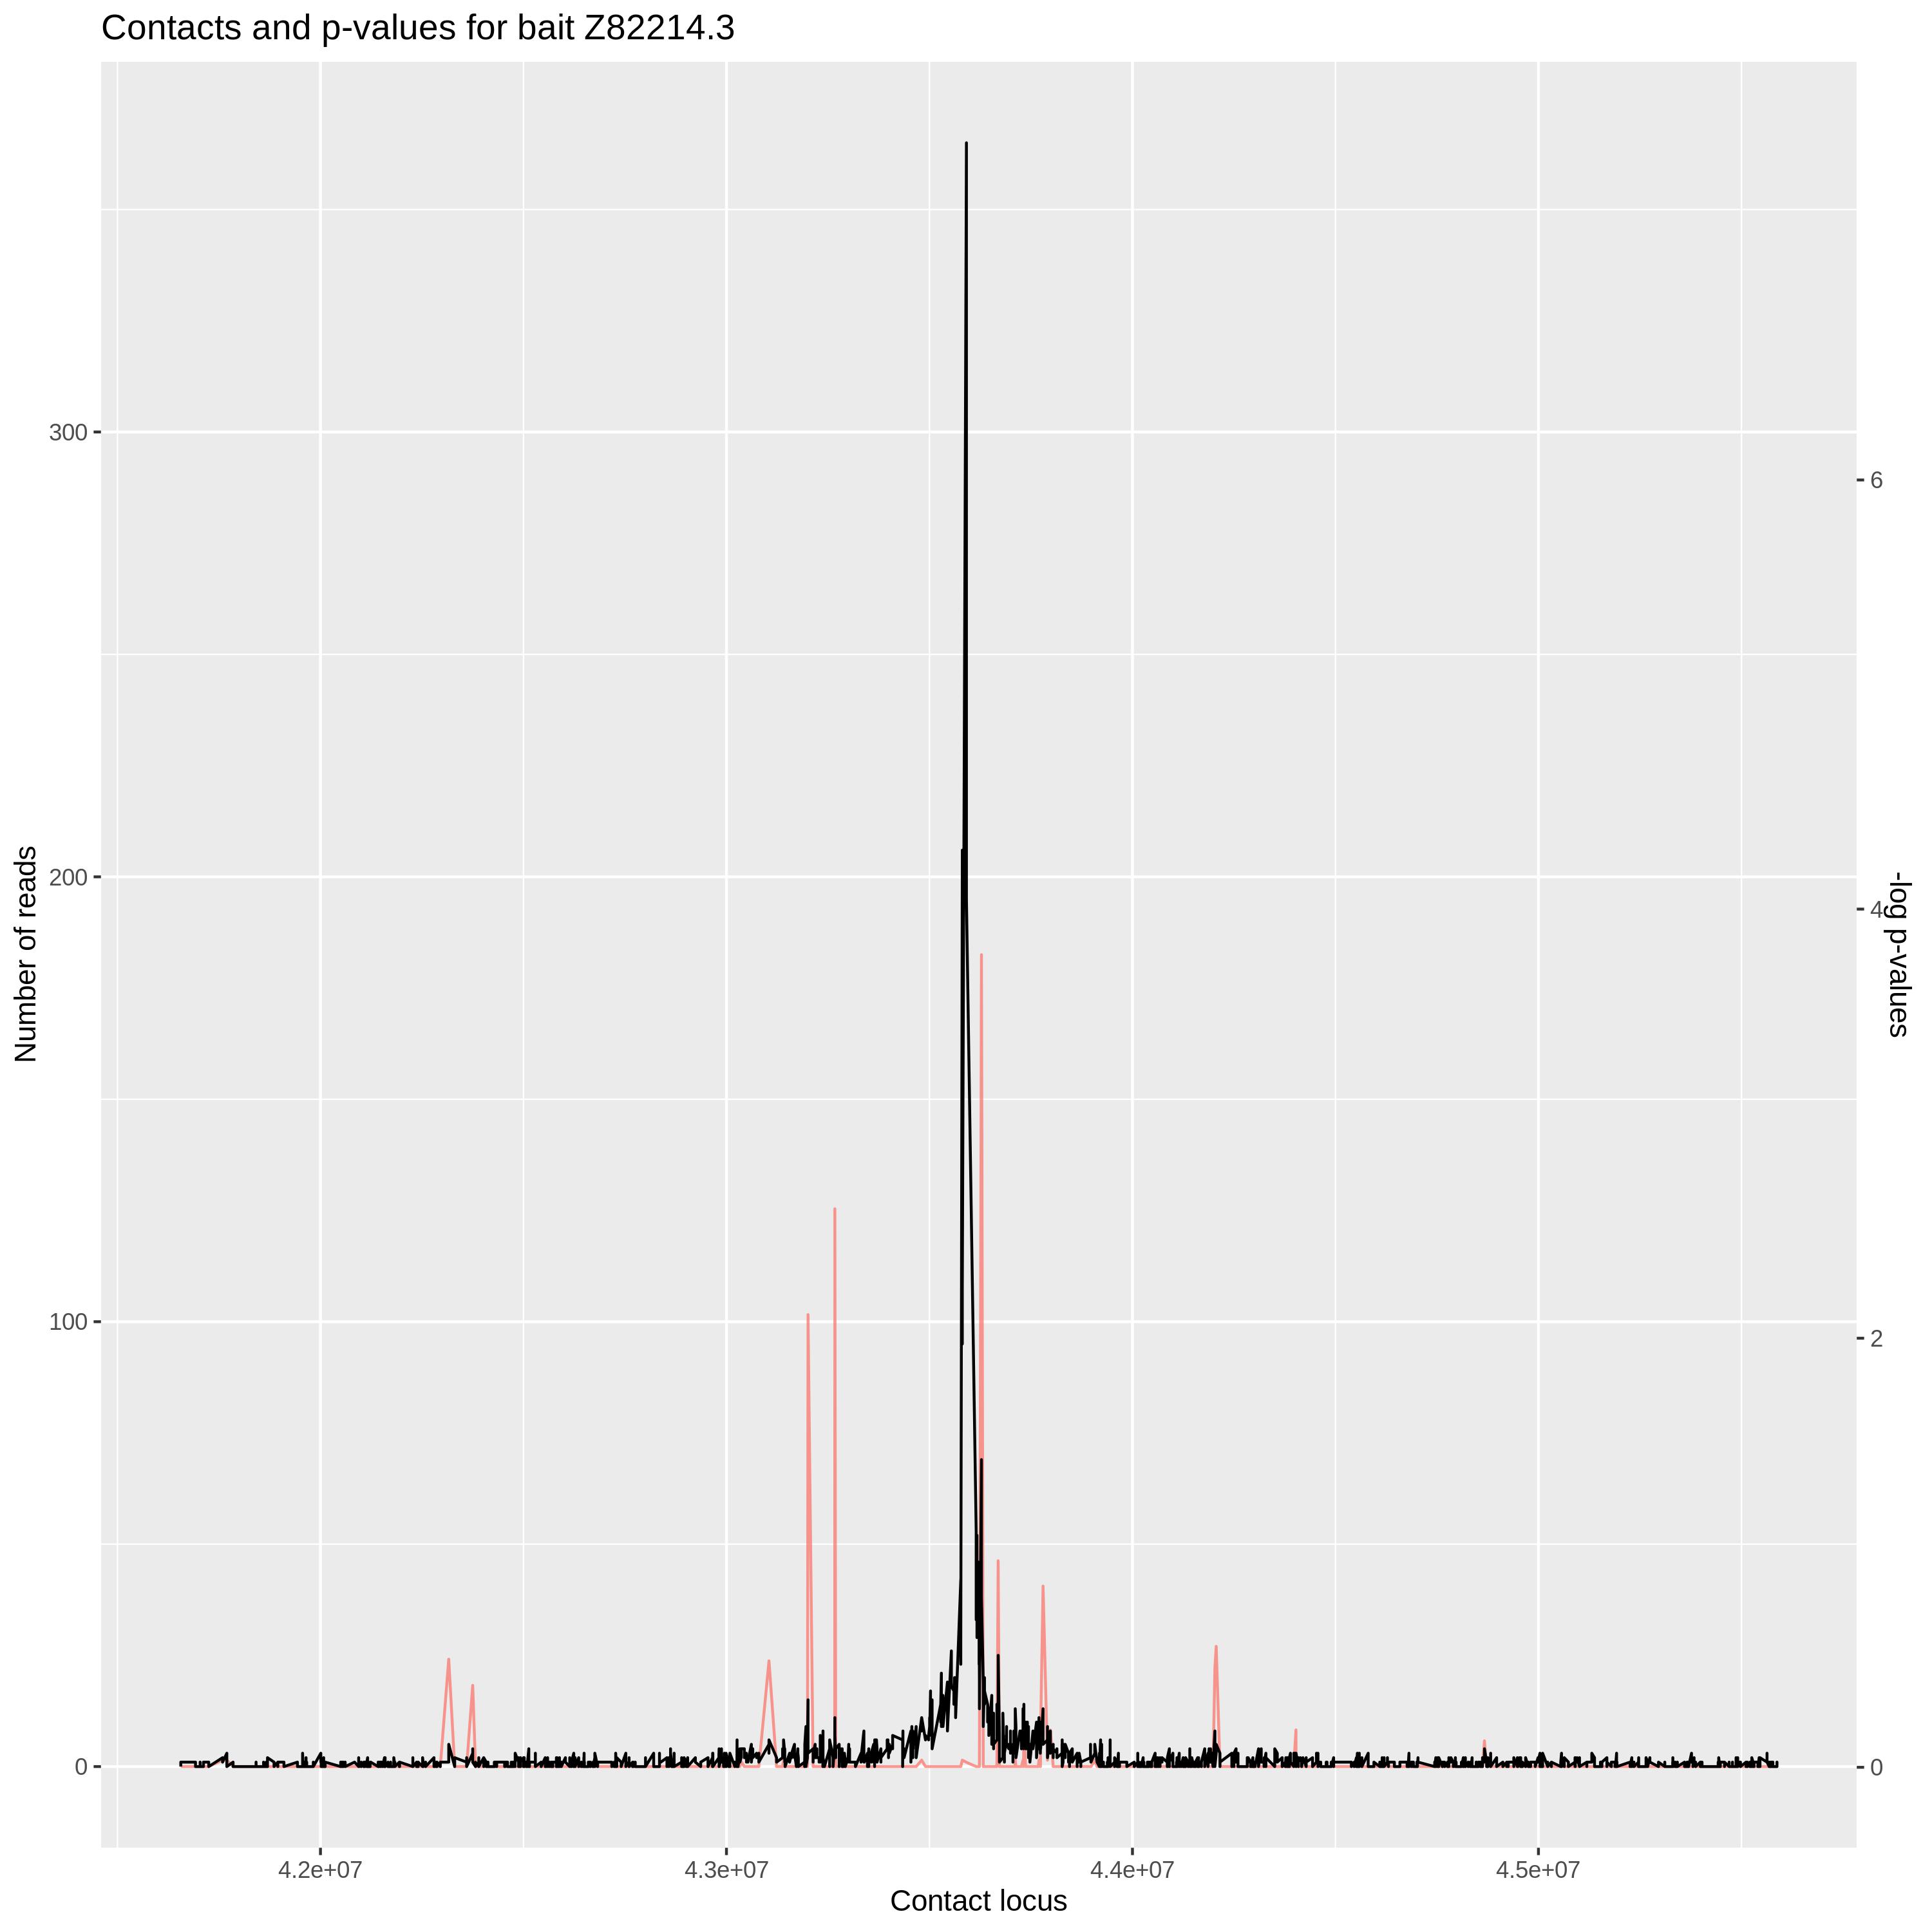 Contacts and p-values for bait Z82214.3
Number of reads
300
200
100
0
6
4
2
0
-log p-values
4.2e+07
4.3e+07
4.4e+07
4.5e+07
Contact locus